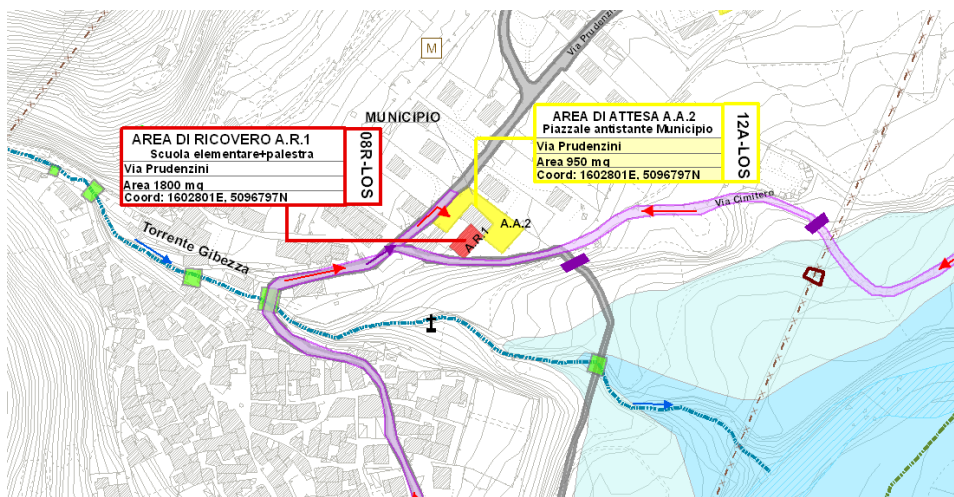 Via Prudenzini
M
MUNICIPIO
AREA DI RICOVERO A.R.1
Scuola elementare+palestra
Via Prudenzini
Area 1800 mq
Coord: 1602801E, 5096797N
08R-LOS
AREA DI ATTESA A.A.2
Piazzale antistante Municipio
Via Prudenzini
Area 950 mq
Coord: 1602801E, 5096797N
12A-LOS
Via Cimitero
A.A.2
A.R.1
Torrente Gibezza